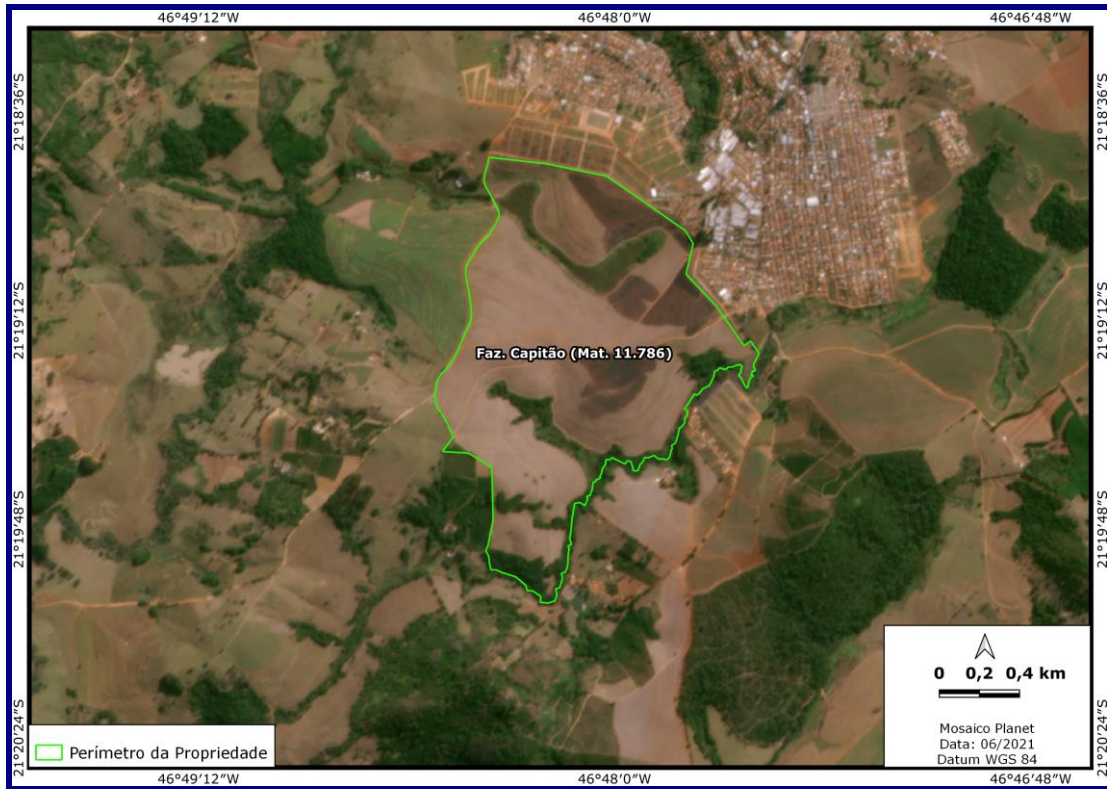 46°49'12"W 46°48'0"W 46°46'48"W
21°18'36"S 21°18'36"S
21°19'12"S 21°19'12"S
Faz. Capitão (Mat. 11.786)
21°19'48"S 21°19'48"S
0 0,2 0,4 km
Mosaico Planet
Data: 06/2021
Datum WGS 84
Perímetro da Propriedade
21°20'24"S 21°20'24"S
46°49'12"W 46°48'0"W 46°46'48"W